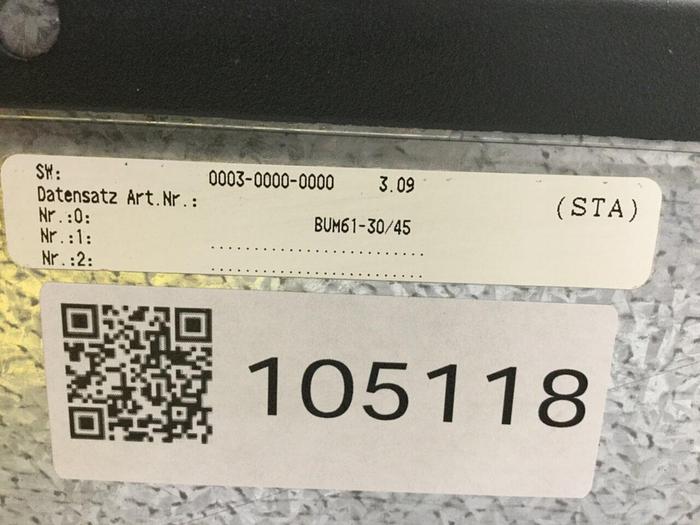 SW: 0003-0000-0000 3.09
Datensatz Art.Nr.: (STA)
Nr.:0: BUM61-30/45
Nr.:1: ........................
Nr.:2: ........................
105118